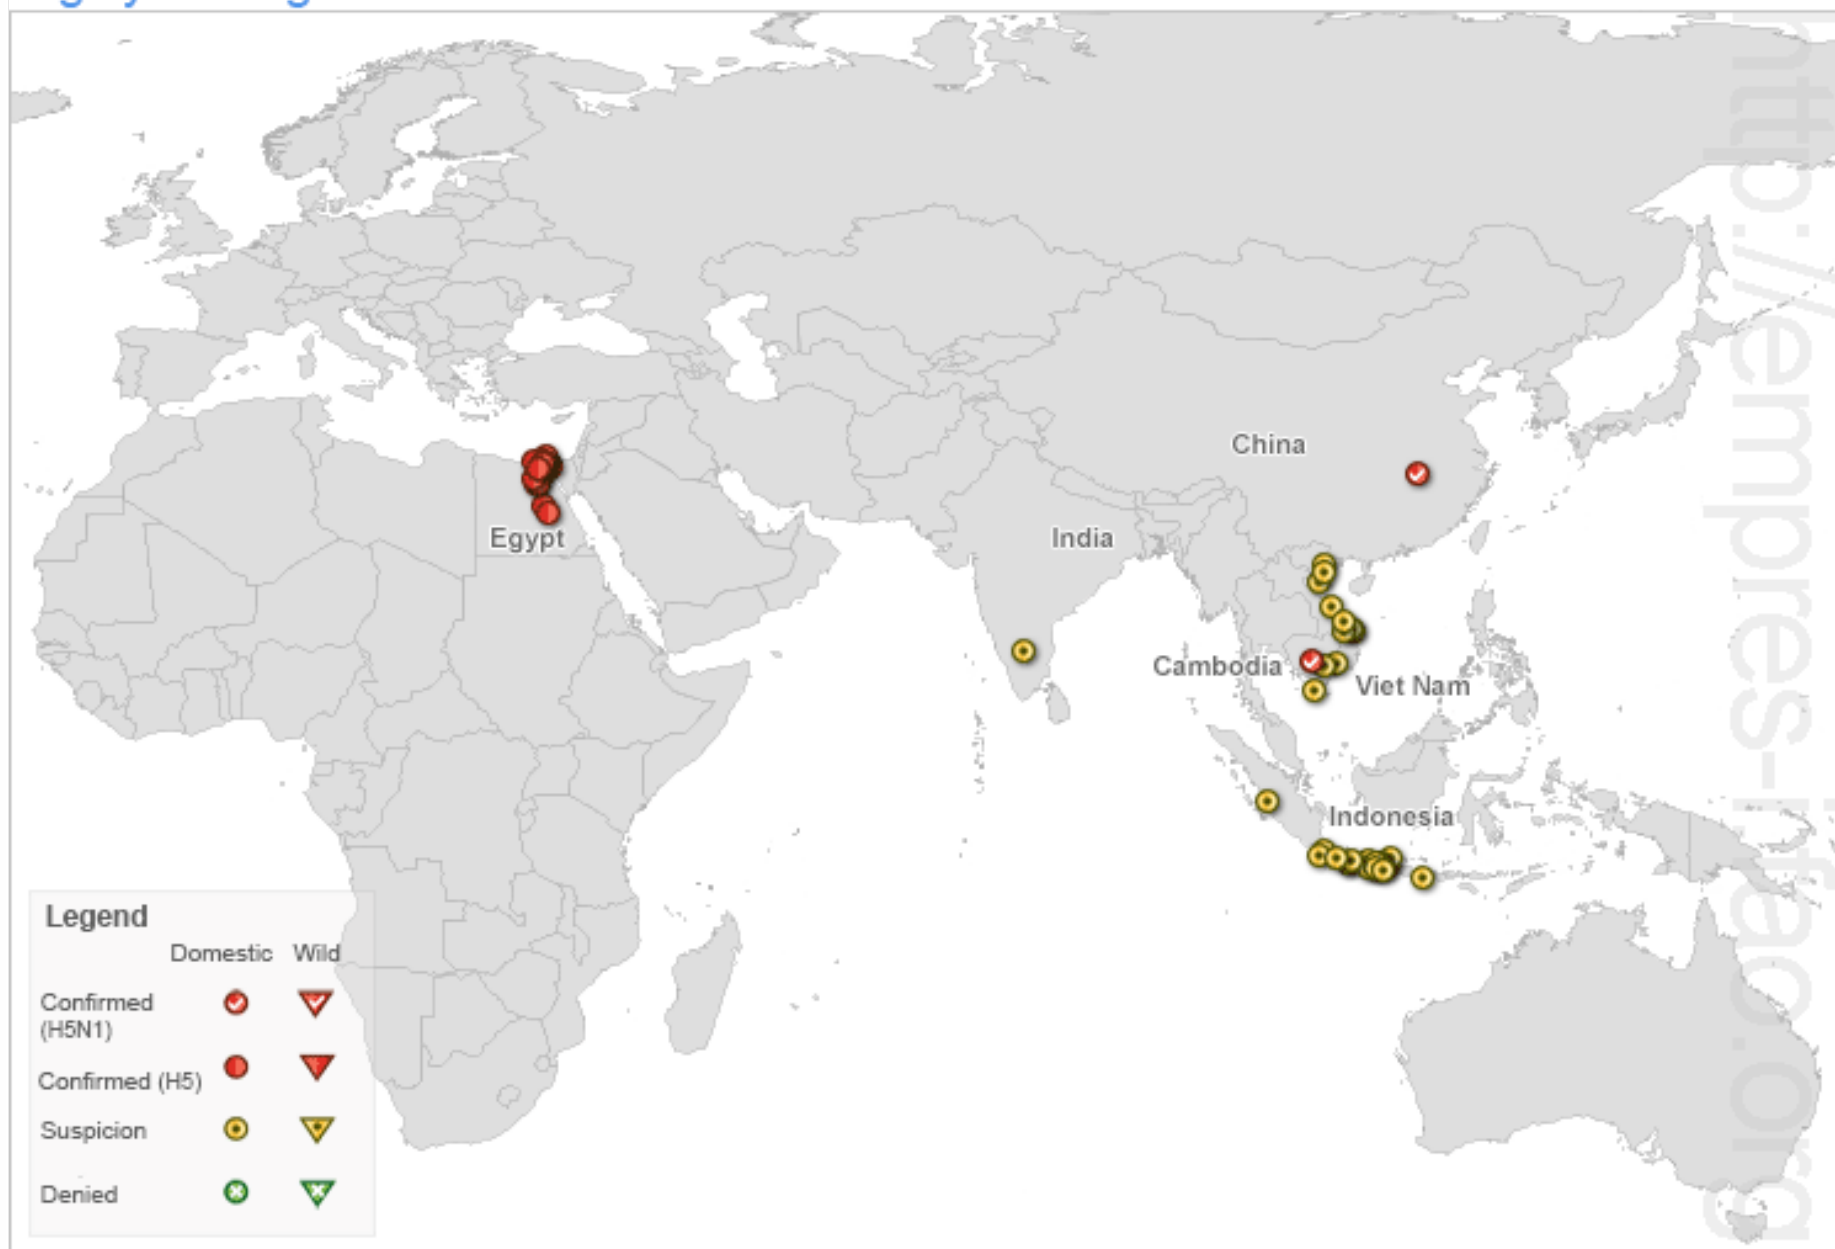 China
Egypt
India
Cambodia
Viet Nam
Indonesia
Legend
Domestic Wild
Confirmed
(H5N1)
Confirmed (H5)
Suspicion
Denied
http://empres-i.fao.org